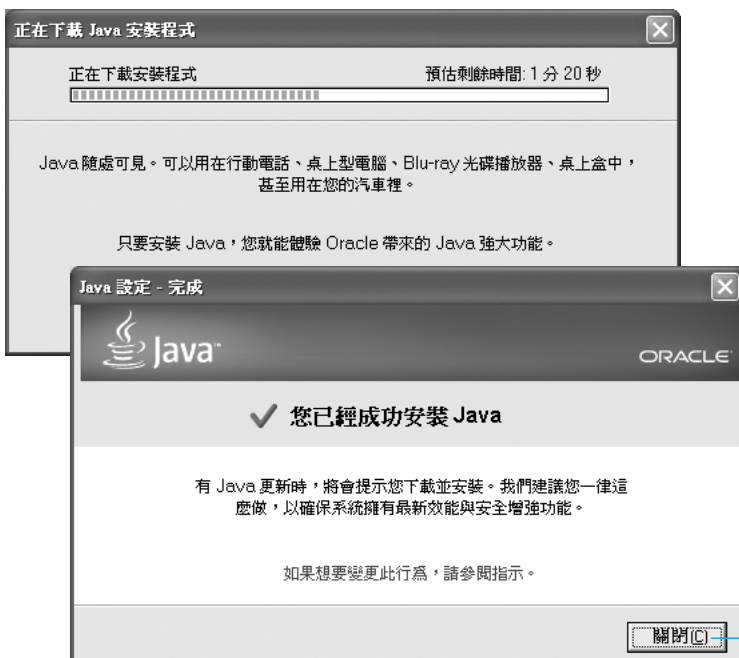 正在下載 Java 安裝程式
正在下載安裝程式
預估剩餘時間: 1 分 20 秒
Java 隨處可見。可以用在行動電話、桌上型電腦、Blu-ray 光碟播放器、桌上盒中，
甚至用在您的汽車裡。
只要安裝 Java，您就能體驗 Oracle 帶來的 Java 強大功能。
Java 設定 - 完成
Java™
ORACLE
您已經成功安裝 Java
有 Java 更新時，將會提示您下載並安裝。我們建議您一律這
麼做，以確保系統擁有最新效能與安全增強功能。
如果想要變更此行為，請參閱指示。
關閉(C)